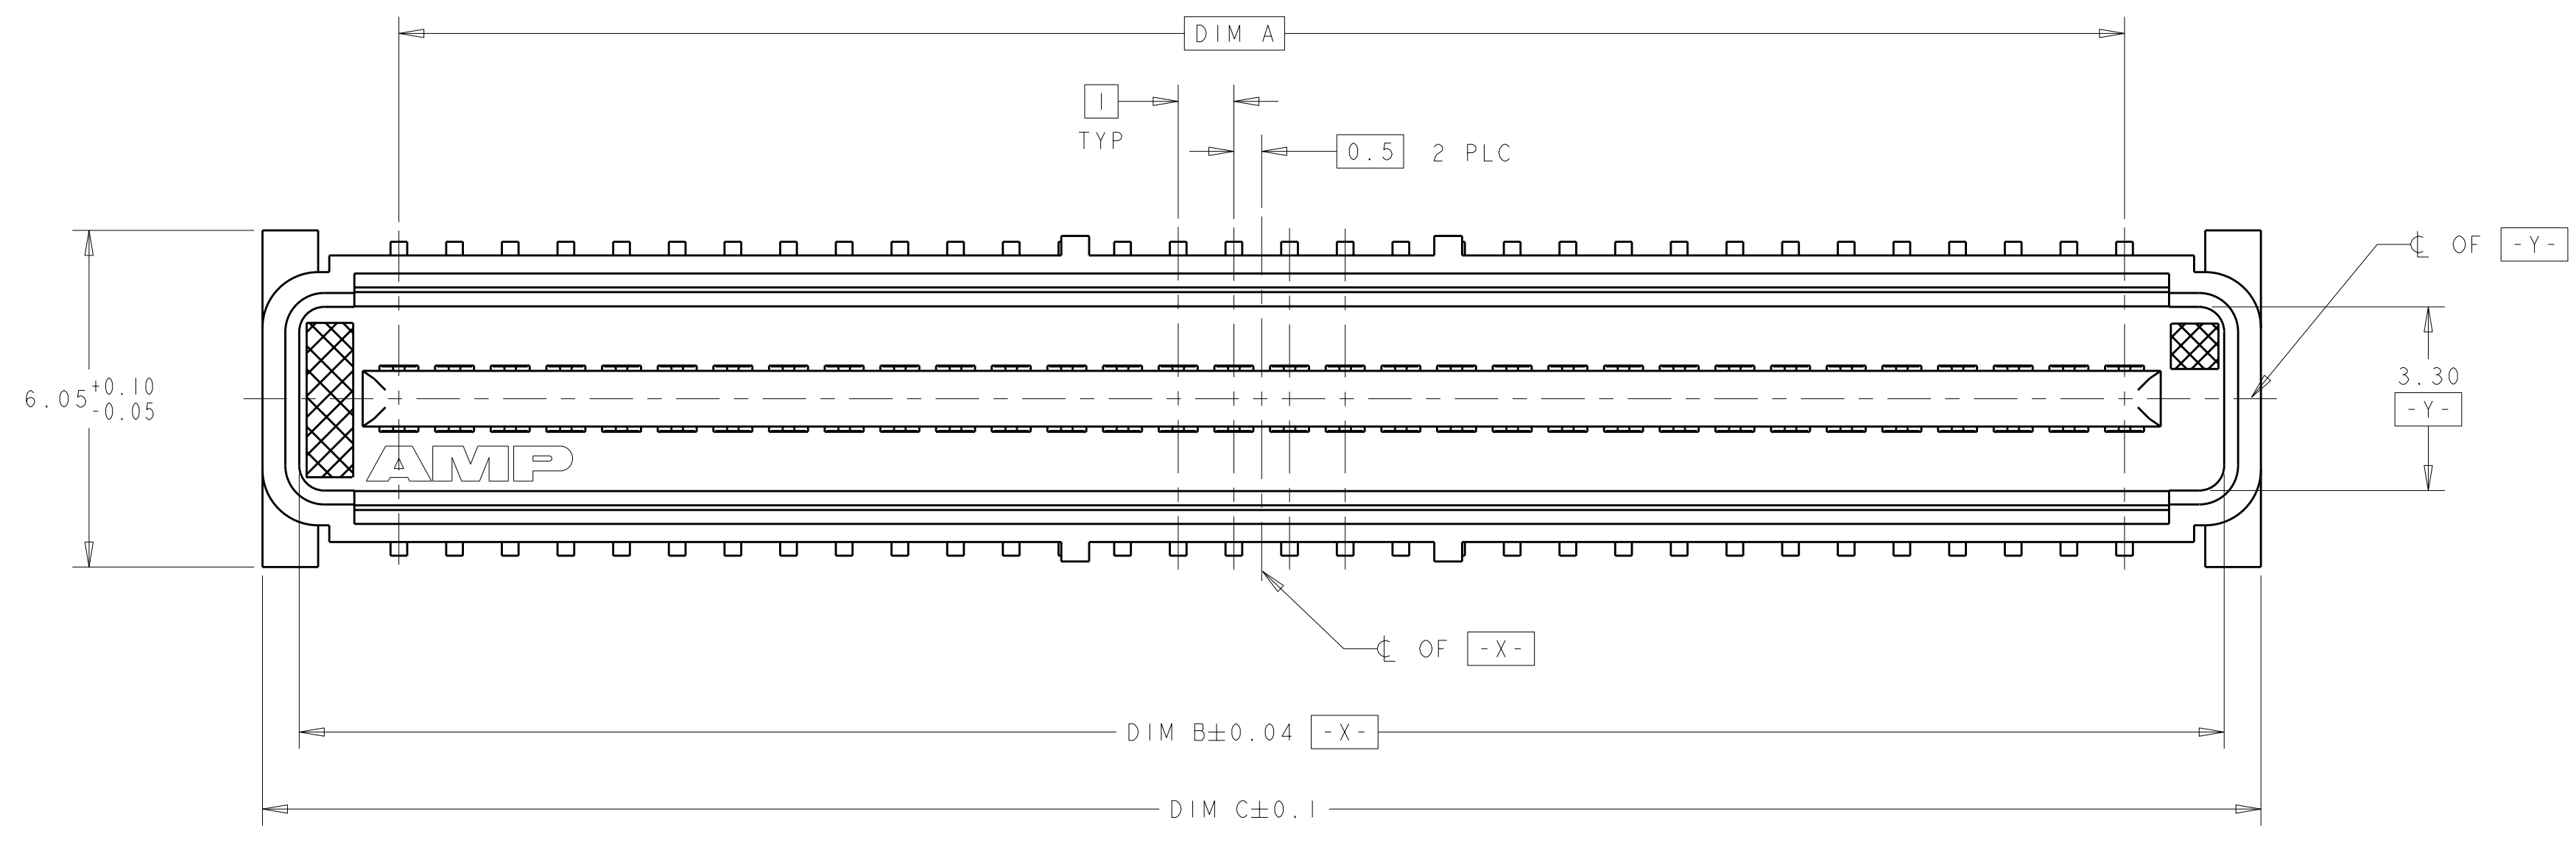 DIM A
1
TYP
0.5 2 PLC
℄ OF -Y-
6.05 +0.10
-0.05
3.30
-Y-
AMP
℄ OF -X-
DIM B±0.04 -X-
DIM C±0.1